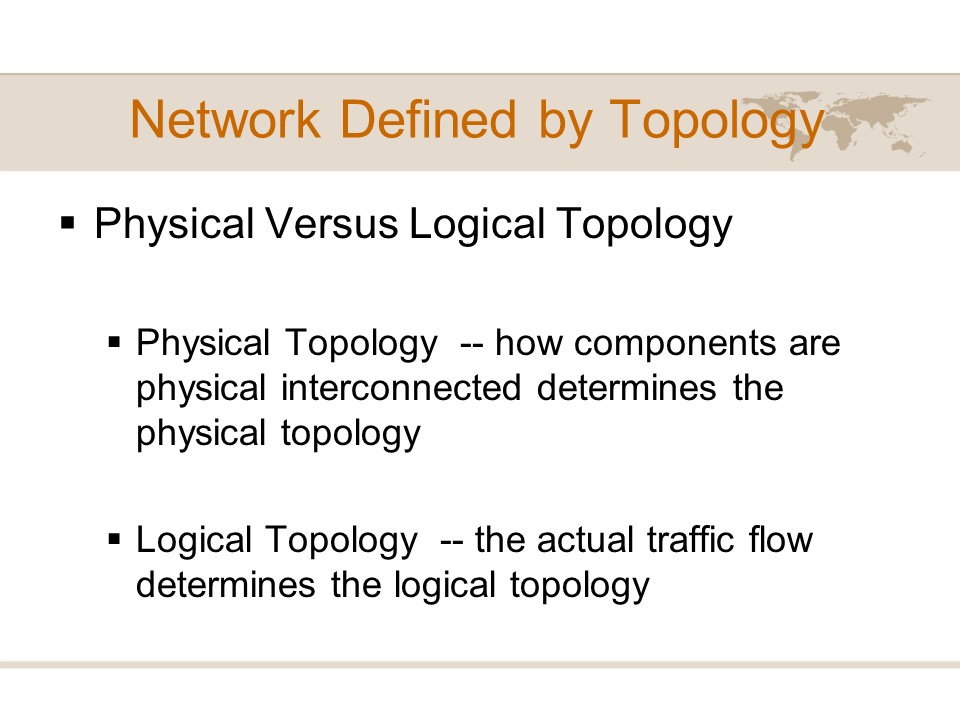 Network Defined by Topology
▪ Physical Versus Logical Topology
▪ Physical Topology -- how components are
physical interconnected determines the
physical topology
▪ Logical Topology -- the actual traffic flow
determines the logical topology